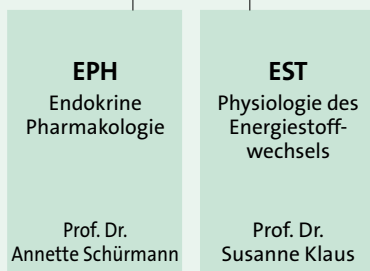 EPH
Endokrine
Pharmakologie
Prof. Dr.
Annette Schürmann
EST
Physiologie des
Energiestoff-
wechsels
Prof. Dr.
Susanne Klaus